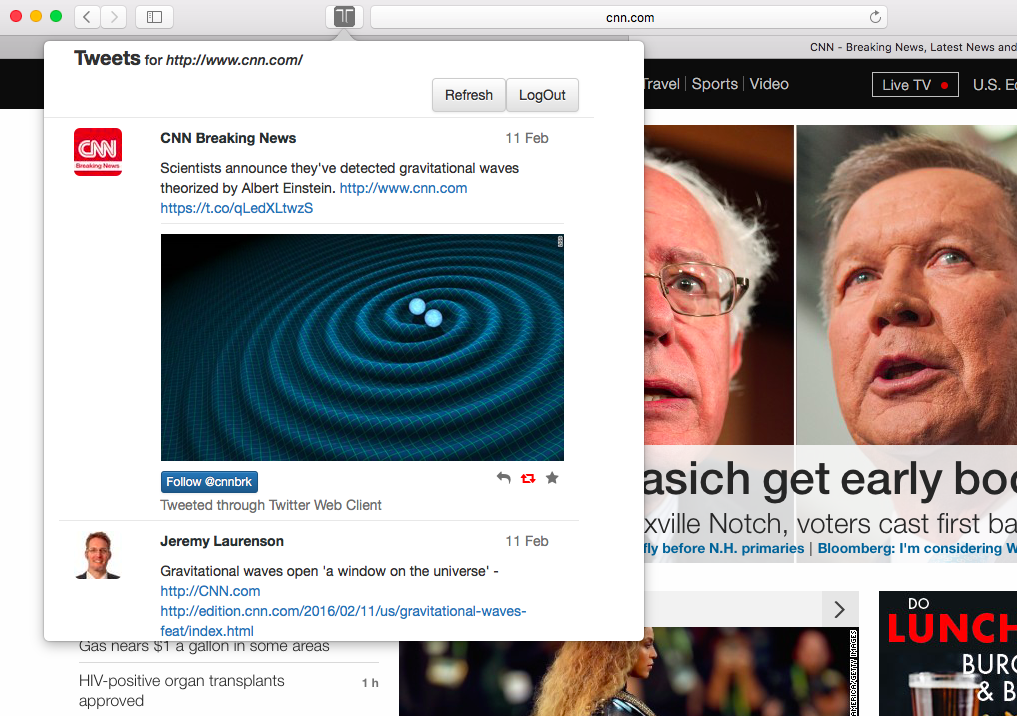 cnn.com
CNN - Breaking News, Latest News and
Tweets for http://www.cnn.com/
Refresh LogOut
CNN Breaking News 11 Feb
Scientists announce they've detected gravitational waves
theorized by Albert Einstein. http://www.cnn.com
https://t.co/qLedXLtwzS
Follow @cnnbrk
Tweeted through Twitter Web Client
Jeremy Laurenson 11 Feb
Gravitational waves open 'a window on the universe' -
http://CNN.com
http://edition.cnn.com/2016/02/11/us/gravitational-waves-
feat/index.html
CNN
Breaking News
Travel Sports Video
Live TV U.S. Ed
asich get early boo
xville Notch, voters cast first ba
fly before N.H. primaries | Bloomberg: I'm considering W
Gas nears $1 a gallon in some areas
HIV-positive organ transplants 1 h
approved
AMERICA/GETTY IMAGES
DO
LUNCH
BURG
& B